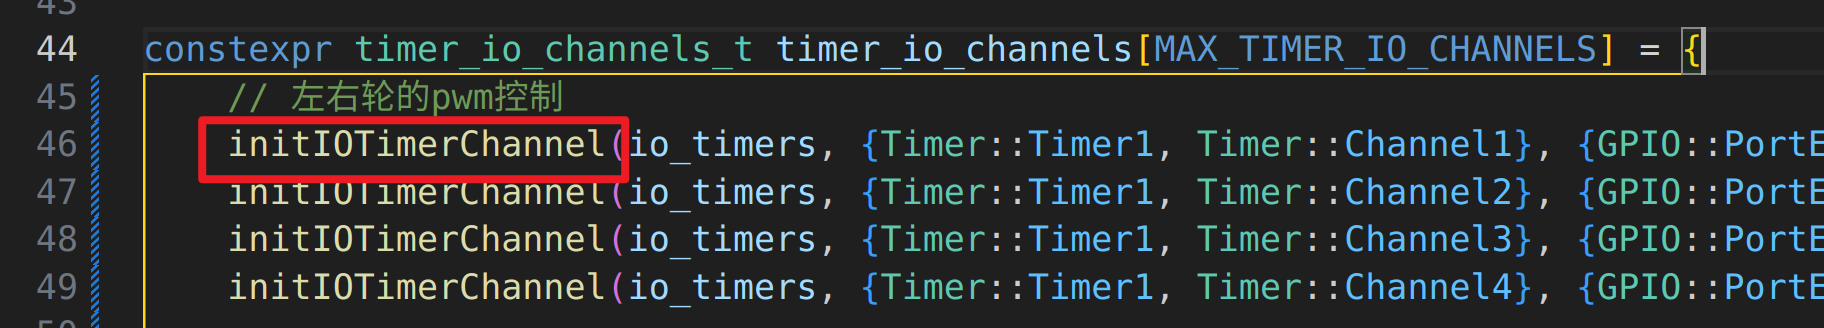 43
44 constexpr timer_io_channels_t timer_io_channels[MAX_TIMER_IO_CHANNELS] = {
45 // 左右轮的pwm控制
46 initIOTimerChannel(io_timers, {Timer::Timer1, Timer::Channel1}, {GPIO::PortE
47 initIOTimerChannel(io_timers, {Timer::Timer1, Timer::Channel2}, {GPIO::PortE
48 initIOTimerChannel(io_timers, {Timer::Timer1, Timer::Channel3}, {GPIO::PortE
49 initIOTimerChannel(io_timers, {Timer::Timer1, Timer::Channel4}, {GPIO::PortE